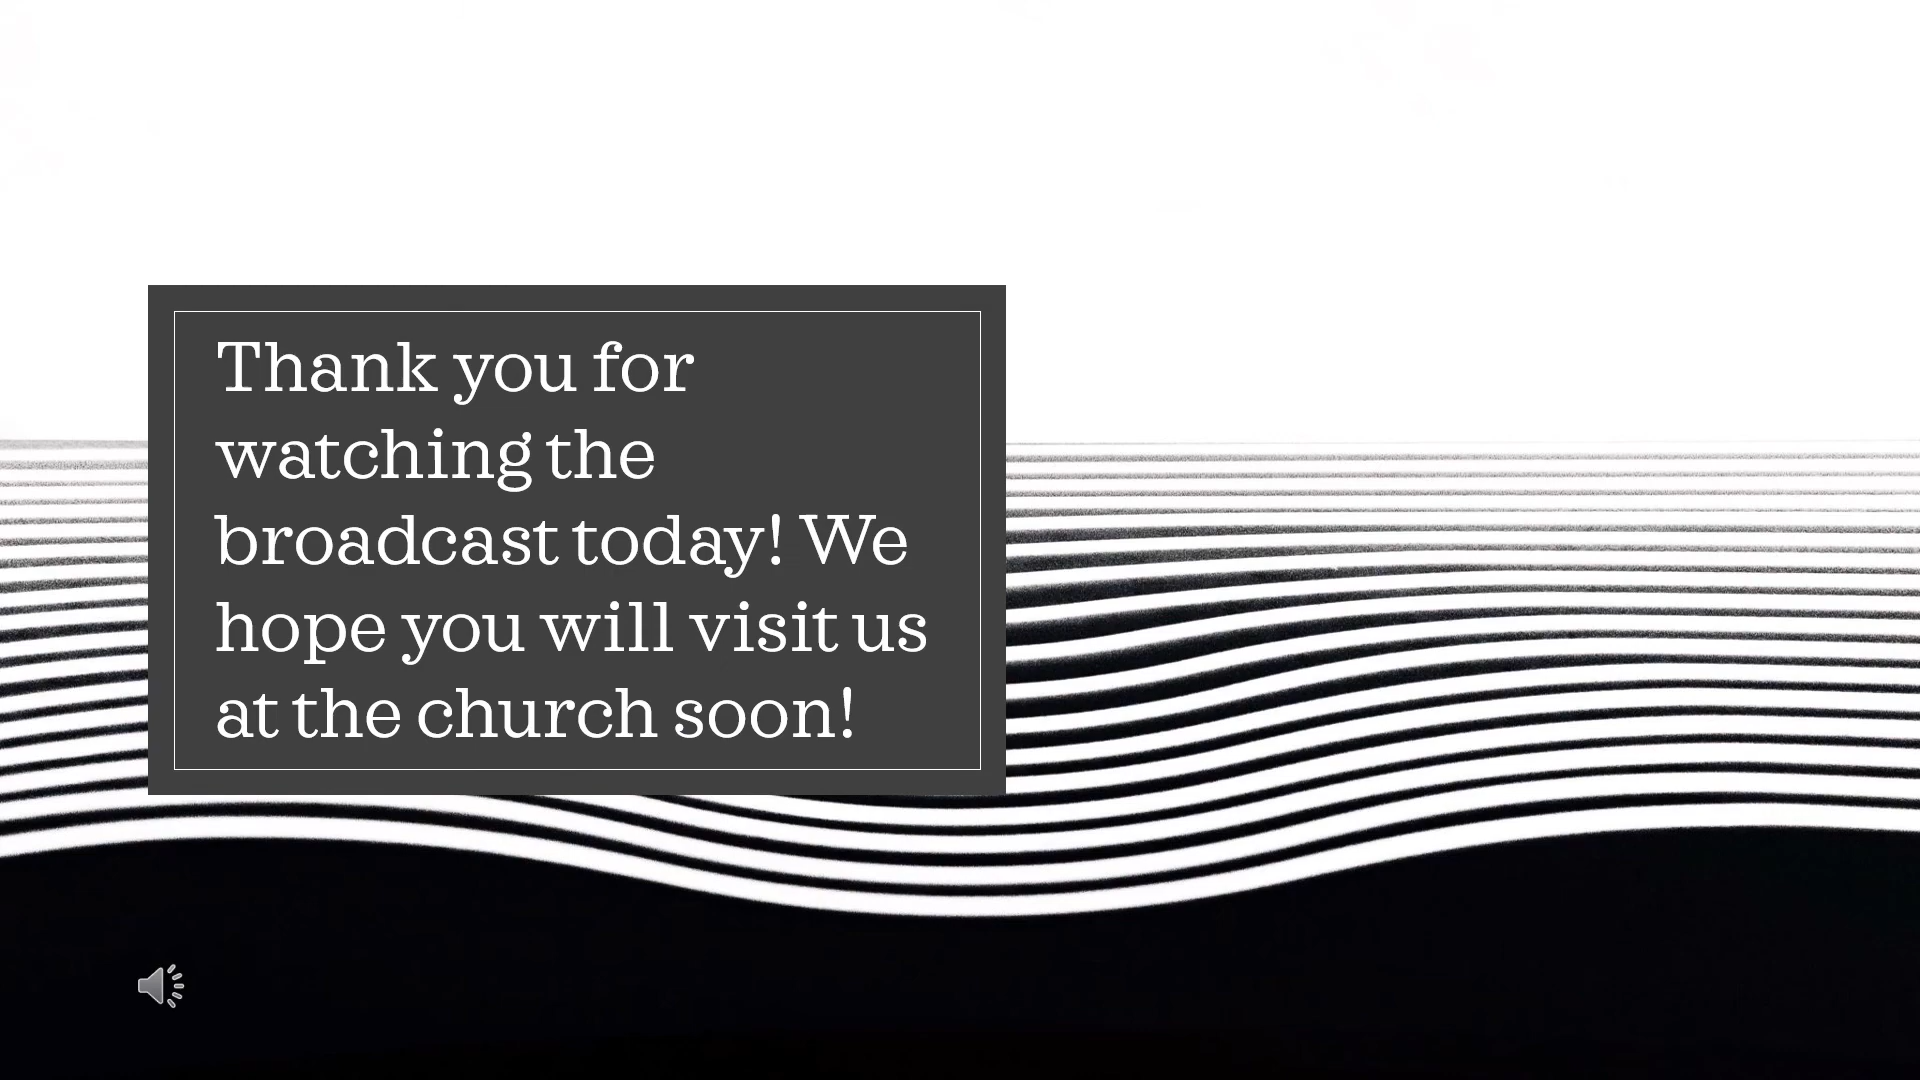 Thank you for
watching the
broadcast today! We
hope you will visit us
at the church soon!